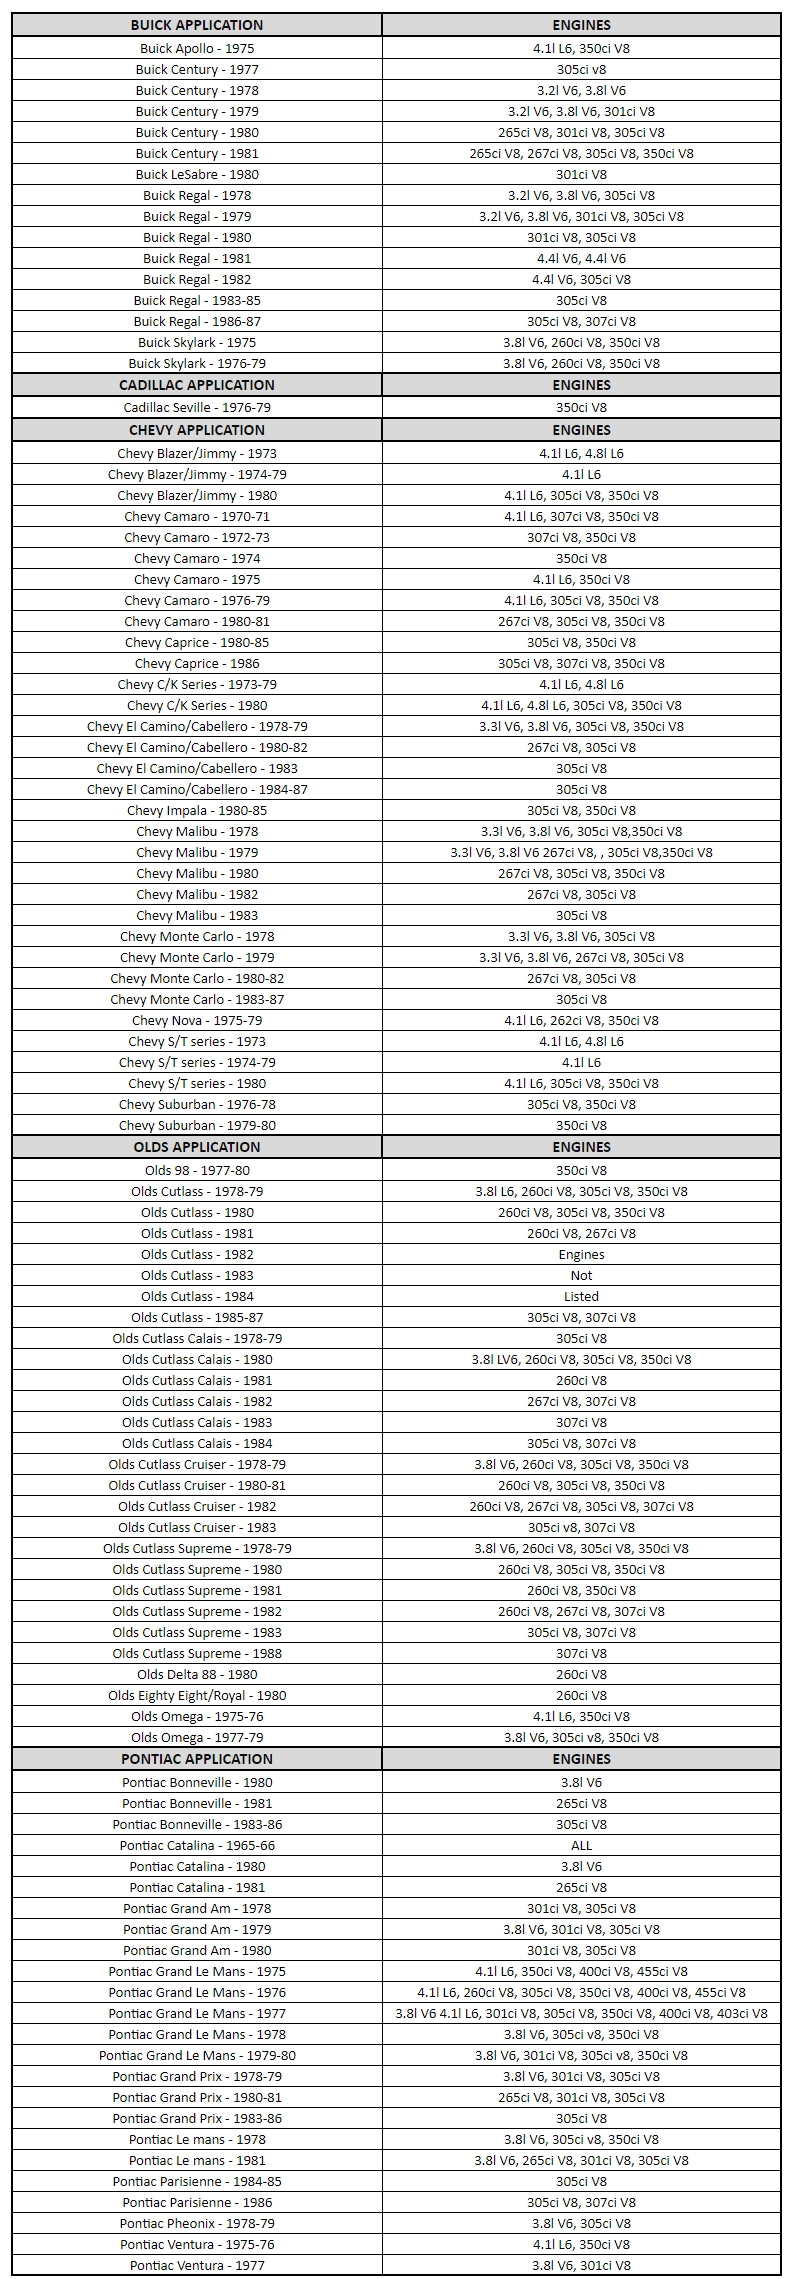 BUICK APPLICATION ENGINES
Buick Apollo - 1975 4.1l L6, 350ci V8
Buick Century - 1977 305ci v8
Buick Century - 1978 3.2l V6, 3.8l V6
Buick Century - 1979 3.2l V6, 3.8l V6, 301ci V8
Buick Century - 1980 265ci V8, 301ci V8, 305ci V8
Buick Century - 1981 265ci V8, 267ci V8, 305ci V8, 350ci V8
Buick LeSabre - 1980 301ci V8
Buick Regal - 1978 3.2l V6, 3.8l V6, 305ci V8
Buick Regal - 1979 3.2l V6, 3.8l V6, 301ci V8, 305ci V8
Buick Regal - 1980 301ci V8, 305ci V8
Buick Regal - 1981 4.4l V6, 4.4l V6
Buick Regal - 1982 4.4l V6, 305ci V8
Buick Regal - 1983-85 305ci V8
Buick Regal - 1986-87 305ci V8, 307ci V8
Buick Skylark - 1975 3.8l V6, 260ci V8, 350ci V8
Buick Skylark - 1976-79 3.8l V6, 260ci V8, 350ci V8
CADILLAC APPLICATION ENGINES
Cadillac Seville - 1976-79 350ci V8
CHEVY APPLICATION ENGINES
Chevy Blazer/Jimmy - 1973 4.1l L6, 4.8l L6
Chevy Blazer/Jimmy - 1974-79 4.1l L6
Chevy Blazer/Jimmy - 1980 4.1l L6, 305ci V8, 350ci V8
Chevy Camaro - 1970-71 4.1l L6, 307ci V8, 350ci V8
Chevy Camaro - 1972-73 307ci V8, 350ci V8
Chevy Camaro - 1974 350ci V8
Chevy Camaro - 1975 4.1l L6, 350ci V8
Chevy Camaro - 1976-79 4.1l L6, 305ci V8, 350ci V8
Chevy Camaro - 1980-81 267ci V8, 305ci V8, 350ci V8
Chevy Caprice - 1980-85 305ci V8, 350ci V8
Chevy Caprice - 1986 305ci V8, 307ci V8, 350ci V8
Chevy C/K Series - 1973-79 4.1l L6, 4.8l L6
Chevy C/K Series - 1980 4.1l L6, 4.8l L6, 305ci V8, 350ci V8
Chevy El Camino/Cabellero - 1978-79 3.3l V6, 3.8l V6, 305ci V8, 350ci V8
Chevy El Camino/Cabellero - 1980-82 267ci V8, 305ci V8
Chevy El Camino/Cabellero - 1983 305ci V8
Chevy El Camino/Cabellero - 1984-87 305ci V8
Chevy Impala - 1980-85 305ci V8, 350ci V8
Chevy Malibu - 1978 3.3l V6, 3.8l V6, 305ci V8,350ci V8
Chevy Malibu - 1979 3.3l V6, 3.8l V6 267ci V8, , 305ci V8,350ci V8
Chevy Malibu - 1980 267ci V8, 305ci V8, 350ci V8
Chevy Malibu - 1982 267ci V8, 305ci V8
Chevy Malibu - 1983 305ci V8
Chevy Monte Carlo - 1978 3.3l V6, 3.8l V6, 305ci V8
Chevy Monte Carlo - 1979 3.3l V6, 3.8l V6, 267ci V8, 305ci V8
Chevy Monte Carlo - 1980-82 267ci V8, 305ci V8
Chevy Monte Carlo - 1983-87 305ci V8
Chevy Nova - 1975-79 4.1l L6, 262ci V8, 350ci V8
Chevy S/T series - 1973 4.1l L6, 4.8l L6
Chevy S/T series - 1974-79 4.1l L6
Chevy S/T series - 1980 4.1l L6, 305ci V8, 350ci V8
Chevy Suburban - 1976-78 305ci V8, 350ci V8
Chevy Suburban - 1979-80 350ci V8
OLDS APPLICATION ENGINES
Olds 98 - 1977-80 350ci V8
Olds Cutlass - 1978-79 3.8l L6, 260ci V8, 305ci V8, 350ci V8
Olds Cutlass - 1980 260ci V8, 305ci V8, 350ci V8
Olds Cutlass - 1981 260ci V8, 267ci V8
Olds Cutlass - 1982 Engines
Olds Cutlass - 1983 Not
Olds Cutlass - 1984 Listed
Olds Cutlass - 1985-87 305ci V8, 307ci V8
Olds Cutlass Calais - 1978-79 305ci V8
Olds Cutlass Calais - 1980 3.8l LV6, 260ci V8, 305ci V8, 350ci V8
Olds Cutlass Calais - 1981 260ci V8
Olds Cutlass Calais - 1982 267ci V8, 307ci V8
Olds Cutlass Calais - 1983 307ci V8
Olds Cutlass Calais - 1984 305ci V8, 307ci V8
Olds Cutlass Cruiser - 1978-79 3.8l V6, 260ci V8, 305ci V8, 350ci V8
Olds Cutlass Cruiser - 1980-81 260ci V8, 305ci V8, 350ci V8
Olds Cutlass Cruiser - 1982 260ci V8, 267ci V8, 305ci V8, 307ci V8
Olds Cutlass Cruiser - 1983 305ci v8, 307ci V8
Olds Cutlass Supreme - 1978-79 3.8l V6, 260ci V8, 305ci V8, 350ci V8
Olds Cutlass Supreme - 1980 260ci V8, 305ci V8, 350ci V8
Olds Cutlass Supreme - 1981 260ci V8, 350ci V8
Olds Cutlass Supreme - 1982 260ci V8, 267ci V8, 307ci V8
Olds Cutlass Supreme - 1983 305ci V8, 307ci V8
Olds Cutlass Supreme - 1988 307ci V8
Olds Delta 88 - 1980 260ci V8
Olds Eighty Eight/Royal - 1980 260ci V8
Olds Omega - 1975-76 4.1l L6, 350ci V8
Olds Omega - 1977-79 3.8l V6, 305ci v8, 350ci V8
PONTIAC APPLICATION ENGINES
Pontiac Bonneville - 1980 3.8l V6
Pontiac Bonneville - 1981 265ci V8
Pontiac Bonneville - 1983-86 305ci V8
Pontiac Catalina - 1965-66 ALL
Pontiac Catalina - 1980 3.8l V6
Pontiac Catalina - 1981 265ci V8
Pontiac Grand Am - 1978 301ci V8, 305ci V8
Pontiac Grand Am - 1979 3.8l V6, 301ci V8, 305ci V8
Pontiac Grand Am - 1980 301ci V8, 305ci V8
Pontiac Grand Le Mans - 1975 4.1l L6, 350ci V8, 400ci V8, 455ci V8
Pontiac Grand Le Mans - 1976 4.1l L6, 260ci V8, 305ci V8, 350ci V8, 400ci V8, 455ci V8
Pontiac Grand Le Mans - 1977 3.8l V6 4.1l L6, 301ci V8, 305ci V8, 350ci V8, 400ci V8, 403ci V8
Pontiac Grand Le Mans - 1978 3.8l V6, 305ci v8, 350ci V8
Pontiac Grand Le Mans - 1979-80 3.8l V6, 301ci V8, 305ci v8, 350ci V8
Pontiac Grand Prix - 1978-79 3.8l V6, 301ci V8, 305ci V8
Pontiac Grand Prix - 1980-81 265ci V8, 301ci V8, 305ci V8
Pontiac Grand Prix - 1983-86 305ci V8
Pontiac Le mans - 1978 3.8l V6, 305ci v8, 350ci V8
Pontiac Le mans - 1981 3.8l V6, 265ci V8, 301ci V8, 305ci V8
Pontiac Parisienne - 1984-85 305ci V8
Pontiac Parisienne - 1986 305ci V8, 307ci V8
Pontiac Pheonix - 1978-79 3.8l V6, 305ci V8
Pontiac Ventura - 1975-76 4.1l L6, 350ci V8
Pontiac Ventura - 1977 3.8l V6, 301ci V8